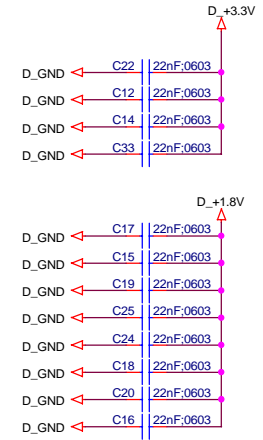 D_+3.3V
D_GND C22 22nF;0603
D_GND C12 22nF;0603
D_GND C14 22nF;0603
D_GND C33 22nF;0603
D_+1.8V
D_GND C17 22nF;0603
D_GND C15 22nF;0603
D_GND C19 22nF;0603
D_GND C25 22nF;0603
D_GND C24 22nF;0603
D_GND C18 22nF;0603
D_GND C20 22nF;0603
D_GND C16 22nF;0603